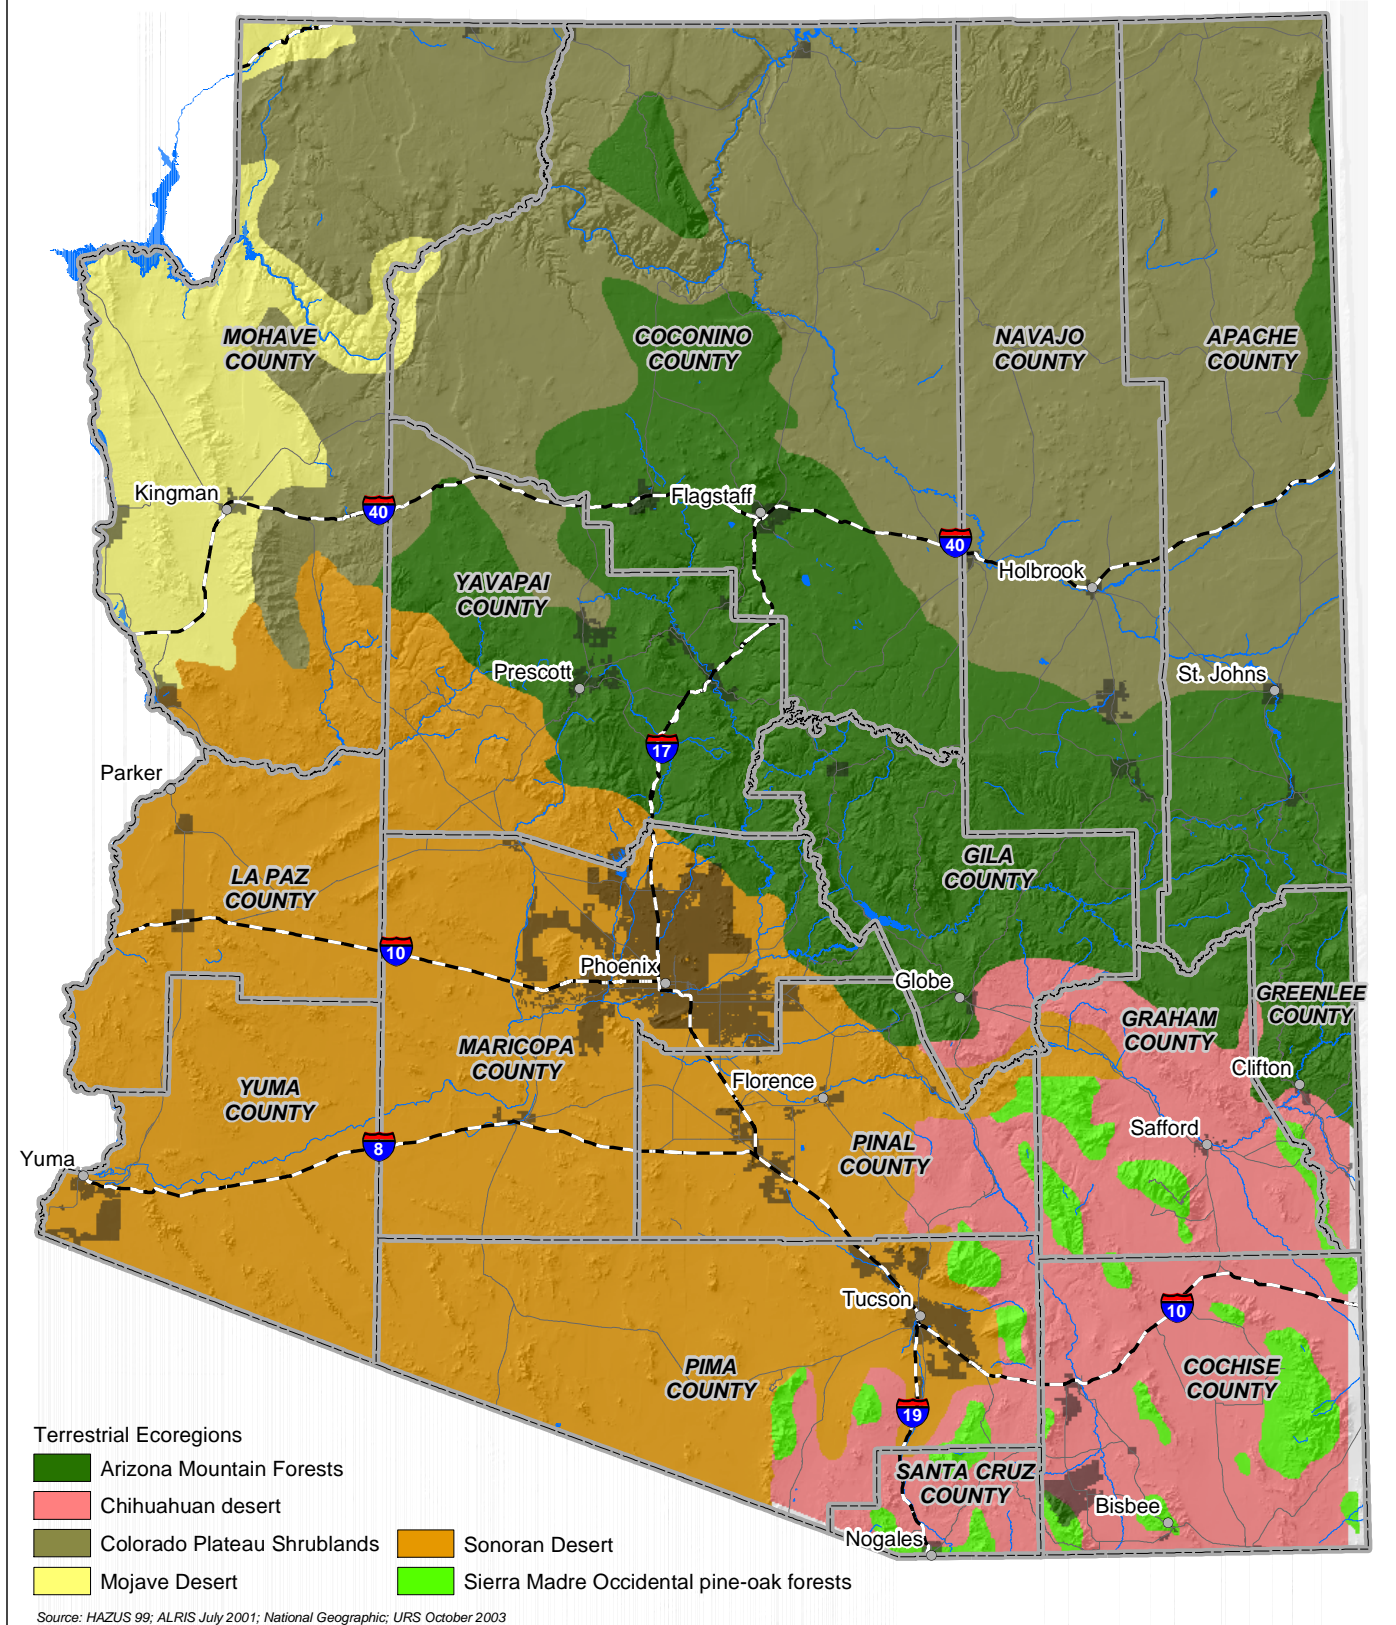 MOHAVE
COUNTY
COCONINO
COUNTY
NAVAJO
COUNTY
APACHE
COUNTY
Kingman
40
Flagstaff
40
Holbrook
YAVAPAI
COUNTY
Prescott
St. Johns
17
Parker
LA PAZ
COUNTY
GILA
COUNTY
10
Phoenix
Globe
GREENLEE
COUNTY
GRAHAM
COUNTY
MARICOPA
COUNTY
YUMA
COUNTY
Florence
Clifton
Safford
8
PINAL
COUNTY
Yuma
Tucson
10
PIMA
COUNTY
COCHISE
COUNTY
19
SANTA CRUZ
COUNTY
Bisbee
Nogales
Terrestrial Ecoregions
Arizona Mountain Forests
Chihuahuan desert
Colorado Plateau Shrublands
Mojave Desert
Sonoran Desert
Sierra Madre Occidental pine-oak forests
Source: HAZUS 99; ALRIS July 2001; National Geographic; URS October 2003